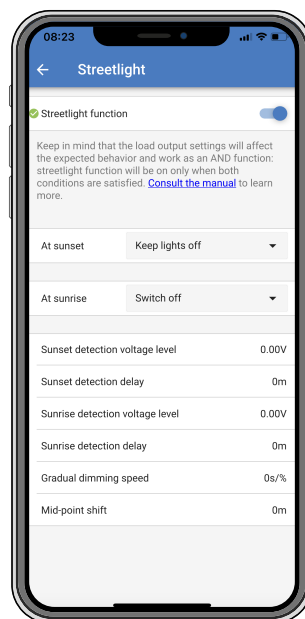 08:23
Streetlight
Streetlight function
Keep in mind that the load output settings will affect
the expected behavior and work as an AND function:
streetlight function will be on only when both
conditions are satisfied. Consult the manual to learn
more.
At sunset Keep lights off
At sunrise Switch off
Sunset detection voltage level 0.00V
Sunset detection delay 0m
Sunrise detection voltage level 0.00V
Sunrise detection delay 0m
Gradual dimming speed 0s/%
Mid-point shift 0m